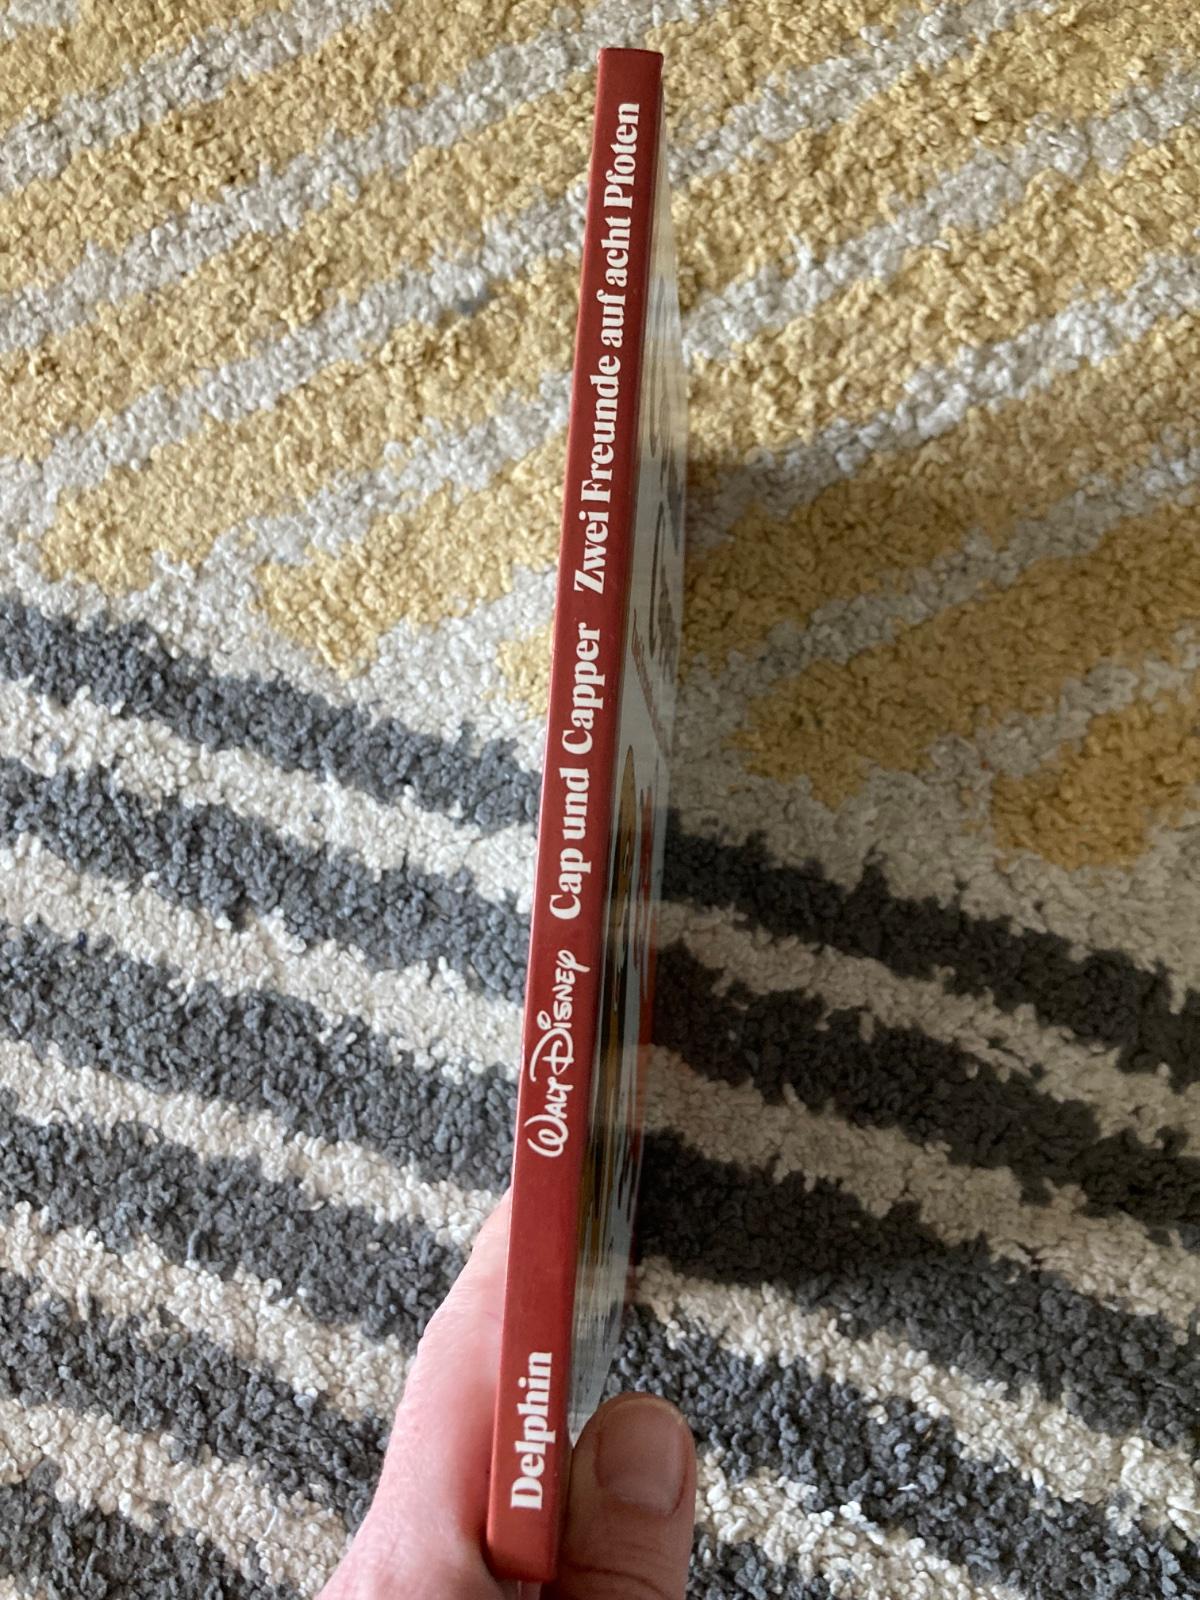 Delphin WALT DISNEY Cap und Capper Zwei Freunde auf acht Pfoten